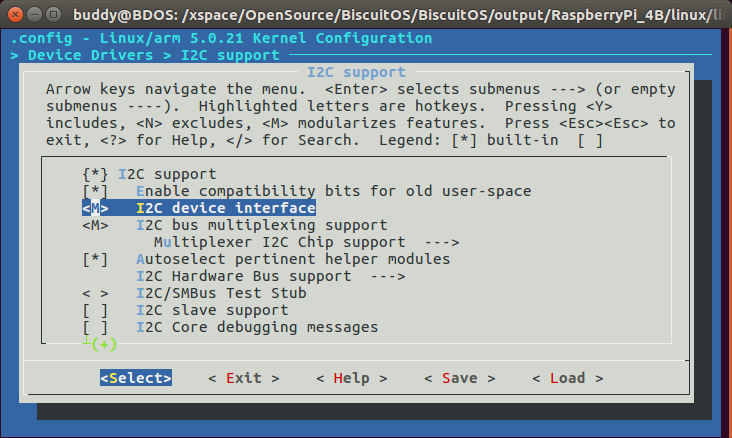 buddy@BDOS: /xspace/OpenSource/BiscuitOS/BiscuitOS/output/RaspberryPi_4B/linux/
.config - Linux/arm 5.0.21 Kernel Configuration
> Device Drivers > I2C support
I2C support
Arrow keys navigate the menu.  <Enter> selects submenus ---> (or empty
submenus ----).  Highlighted letters are hotkeys.  Pressing <Y>
includes, <N> excludes, <M> modularizes features.  Press <Esc><Esc> to
exit, <?> for Help, </> for Search.  Legend: [*] built-in  [ ]
{*} I2C support
[*]   Enable compatibility bits for old user-space
<M>   I2C device interface
<M>   I2C bus multiplexing support
Multiplexer I2C Chip support  --->
[*]   Autoselect pertinent helper modules
I2C Hardware Bus support  --->
< >   I2C/SMBus Test Stub
[ ]   I2C slave support
[ ]   I2C Core debugging messages
(+)
<Select>    < Exit >    < Help >    < Save >    < Load >